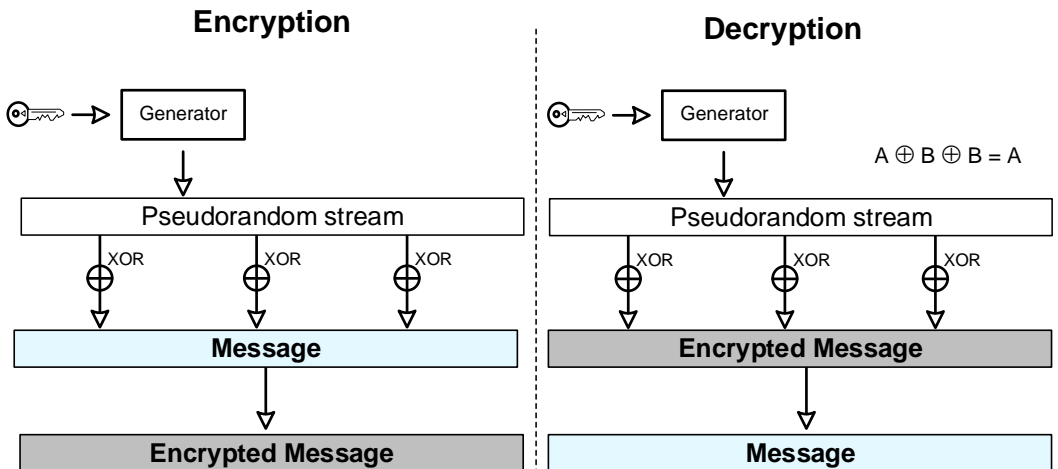 Encryption
Generator
Pseudorandom stream
XOR
XOR
XOR
Message
Encrypted Message
Decryption
Generator
A ⊕ B ⊕ B = A
Pseudorandom stream
XOR
XOR
XOR
Encrypted Message
Message